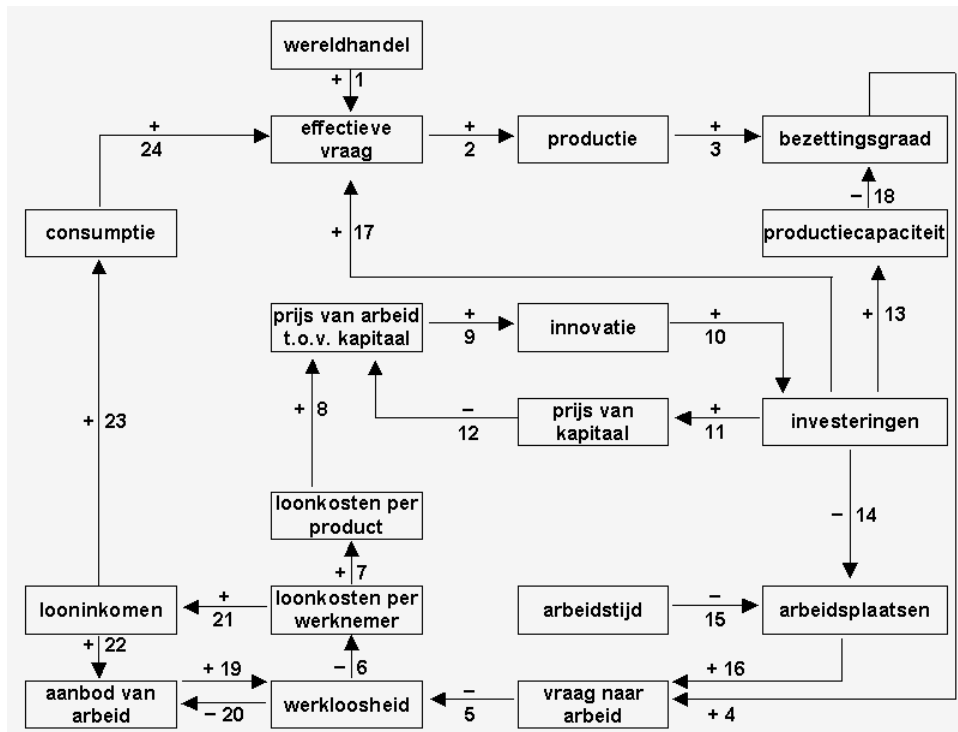 wereldhandel
+ 1
effectieve
vraag
+
2
productie
+
3
bezettingsgraad
+
24
– 18
consumptie
+ 17
productiecapaciteit
prijs van arbeid
t.o.v. kapitaal
+
9
innovatie
+
10
+ 13
+ 23
+ 8
–
12
prijs van
kapitaal
+
11
investeringen
loonkosten per
product
– 14
+ 7
looninkomen
+
21
loonkosten per
werknemer
arbeidstijd
–
15
arbeidsplaatsen
+ 22
+ 19
– 6
+ 16
aanbod van
arbeid
– 20
werkloosheid
–
5
vraag naar
arbeid
+ 4